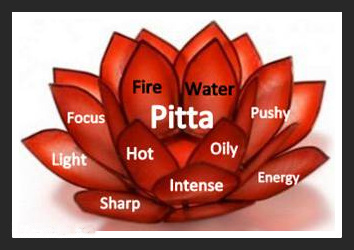 Fire Water
Pitta
Focus
Pushy
Hot
Oily
Light
Intense
Energy
Sharp